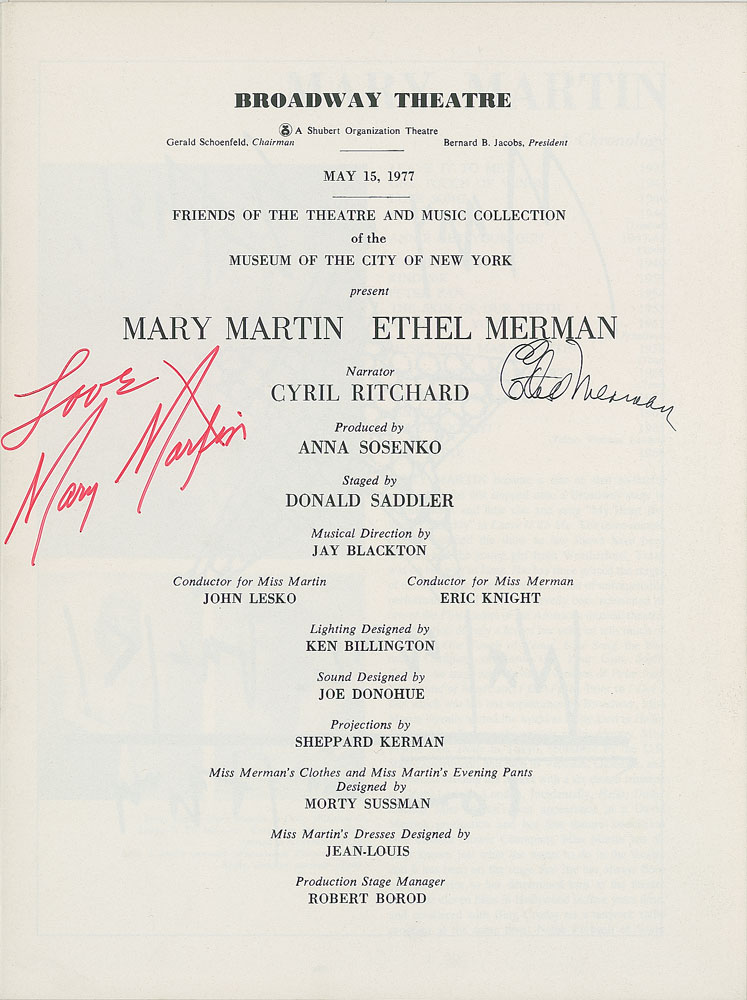 BROADWAY THEATRE
A Shubert Organization Theatre
Gerald Schoenfeld, Chairman Bernard B. Jacobs, President
MAY 15, 1977
FRIENDS OF THE THEATRE AND MUSIC COLLECTION
of the
MUSEUM OF THE CITY OF NEW YORK
present
MARY MARTIN ETHEL MERMAN
Love
Mary Martin
Ethel Merman
Narrator
CYRIL RITCHARD
Produced by
ANNA SOSENKO
Staged by
DONALD SADDLER
Musical Direction by
JAY BLACKTON
Conductor for Miss Martin Conductor for Miss Merman
JOHN LESKO ERIC KNIGHT
Lighting Designed by
KEN BILLINGTON
Sound Designed by
JOE DONOHUE
Projections by
SHEPPARD KERMAN
Miss Merman's Clothes and Miss Martin's Evening Pants
Designed by
MORTY SUSSMAN
Miss Martin's Dresses Designed by
JEAN-LOUIS
Production Stage Manager
ROBERT BOROD